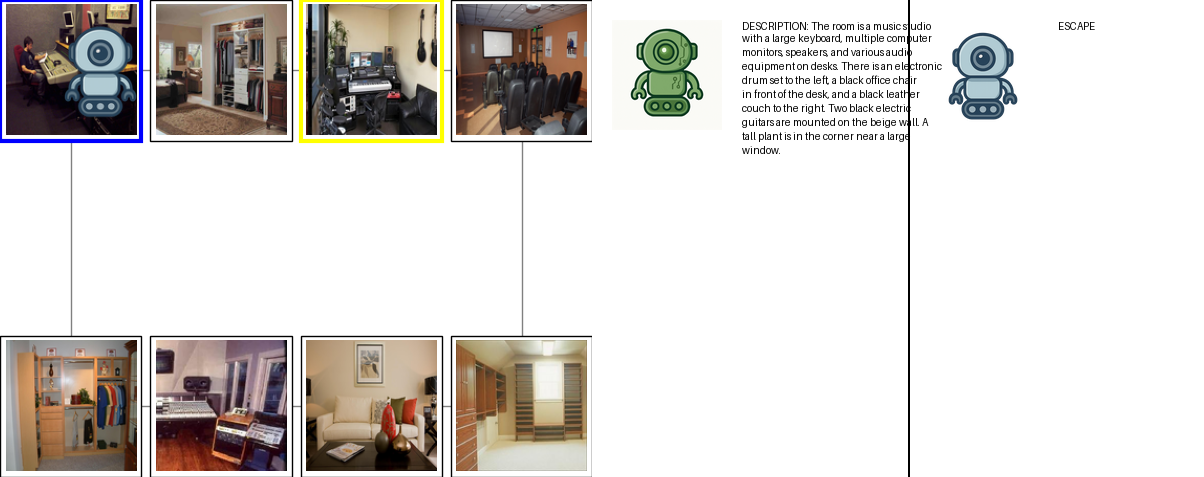 DESCRIPTION: The room is a music studio
with a large keyboard, multiple computer
monitors, speakers, and various audio
equipment on desks. There is an electronic
drum set to the left, a black office chair
in front of the desk, and a black leather
couch to the right. Two black electric
guitars are mounted on the beige wall. A
tall plant is in the corner near a large
window.
ESCAPE